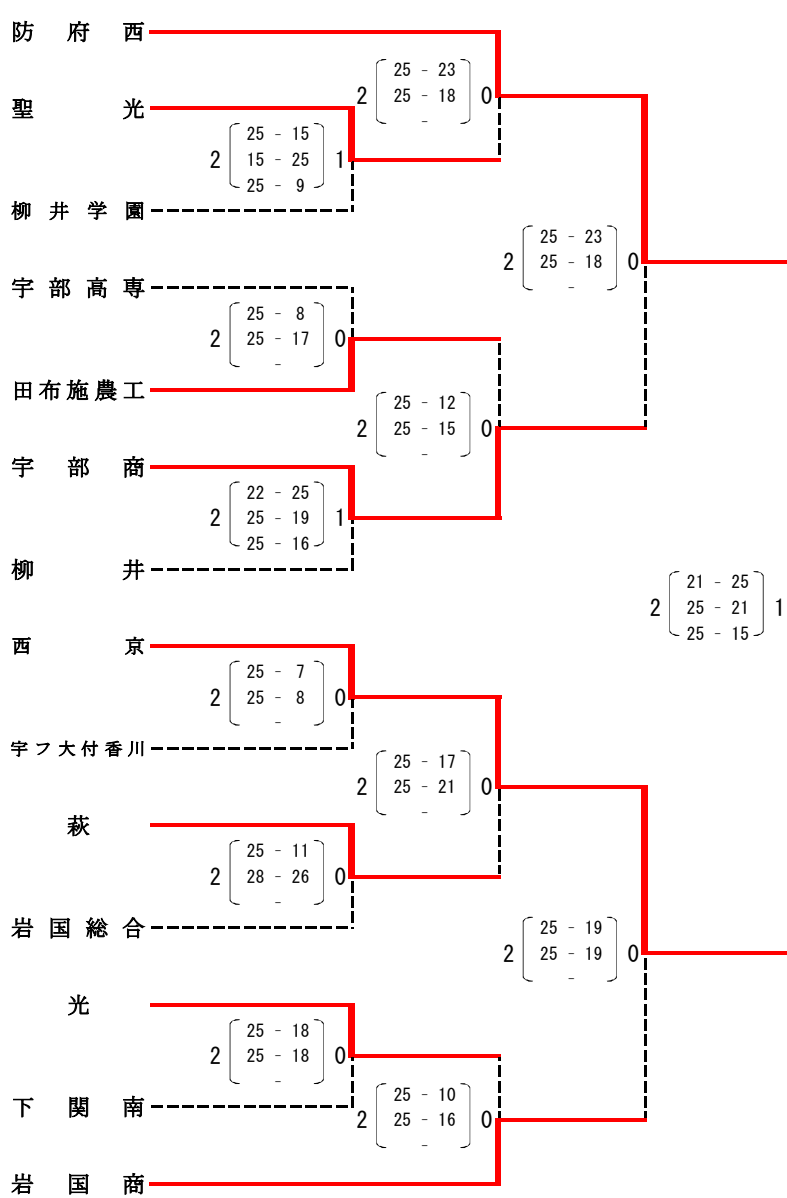 防府西
25 - 23
2 25 - 18 0
-
聖光
25 - 15
2 15 - 25 1
25 - 9
柳井学園
25 - 23
2 25 - 18 0
-
宇部高専
25 - 8
2 25 - 17 0
-
田布施農工
25 - 12
2 25 - 15 0
-
宇部商
22 - 25
2 25 - 19 1
25 - 16
柳井
21 - 25
2 25 - 21 1
25 - 15
西京
25 - 7
2 25 - 8 0
-
宇フ大付香川
25 - 17
2 25 - 21 0
-
萩
25 - 11
2 28 - 26 0
-
岩国総合
25 - 19
2 25 - 19 0
-
光
25 - 18
2 25 - 18 0
-
下関南
25 - 10
2 25 - 16 0
-
岩国商